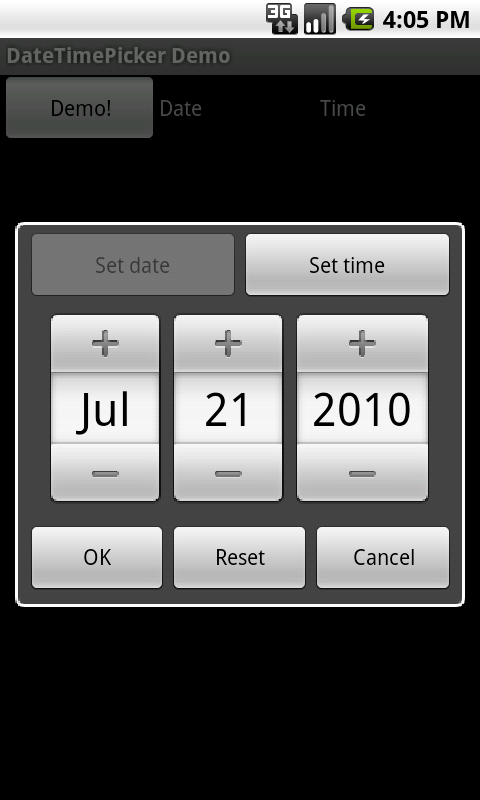 3G 4:05 PM
DateTimePicker Demo
Demo! Date Time
Set date Set time
+ + +
Jul 21 2010
− − −
OK Reset Cancel